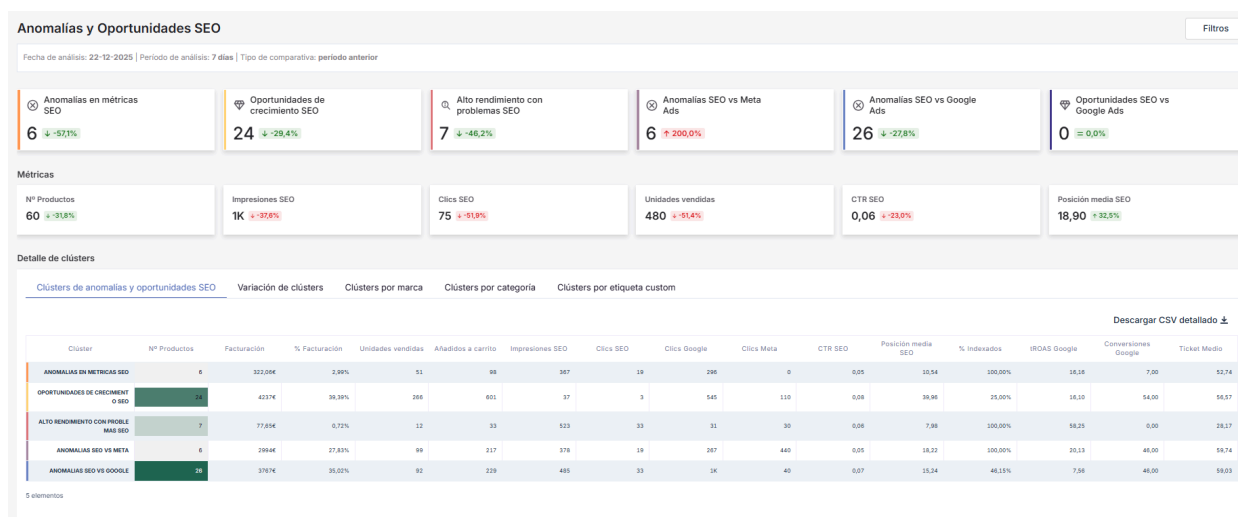 Anomalías y Oportunidades SEO
Filtros
Fecha de análisis: 22-12-2025 | Período de análisis: 7 días | Tipo de comparativa: periodo anterior
Anomalías en métricas SEO
6 ↓ -57,1%
Oportunidades de crecimiento SEO
24 ↓ -29,4%
Alto rendimiento con problemas SEO
7 ↓ -46,2%
Anomalías SEO vs Meta Ads
6 ↑ 200,0%
Anomalías SEO vs Google Ads
26 ↓ -27,8%
Oportunidades SEO vs Google Ads
0 = 0,0%
Métricas
Nº Productos
60 ↓ -31,8%
Impresiones SEO
1K ↓ -37,6%
Clics SEO
75 ↓ -51,9%
Unidades vendidas
480 ↓ -51,4%
CTR SEO
0,06 ↓ -23,0%
Posición media SEO
18,90 ↑ 32,5%
Detalle de clústers
Clústers de anomalías y oportunidades SEO Variación de clústers Clústers por marca Clústers por categoría Clústers por etiqueta custom
Descargar CSV detallado
Clúster Nº Productos Facturación % Facturación Unidades vendidas Añadidos a carrito Impresiones SEO Clics SEO Clics Google Clics Meta CTR SEO Posición media SEO % Indexados tROAS Google Conversiones Google Ticket Medio
ANOMALIAS EN METRICAS SEO 6 322,06€ 2,99% 51 98 367 19 296 0 0,05 10,54 100,00% 16,16 7,00 52,74
OPORTUNIDADES DE CRECIMIENTO SEO 24 4237€ 39,39% 266 601 37 3 545 110 0,08 39,96 25,00% 16,10 54,00 56,57
ALTO RENDIMIENTO CON PROBLEMAS SEO 7 77,65€ 0,72% 12 33 523 33 31 30 0,06 7,98 100,00% 58,25 0,00 28,17
ANOMALIAS SEO VS META 6 2994€ 27,83% 99 217 378 19 267 440 0,05 18,22 100,00% 20,13 46,00 59,74
ANOMALIAS SEO VS GOOGLE 26 3767€ 35,02% 92 229 485 33 1K 40 0,07 15,24 46,15% 7,56 46,00 59,03
5 elementos